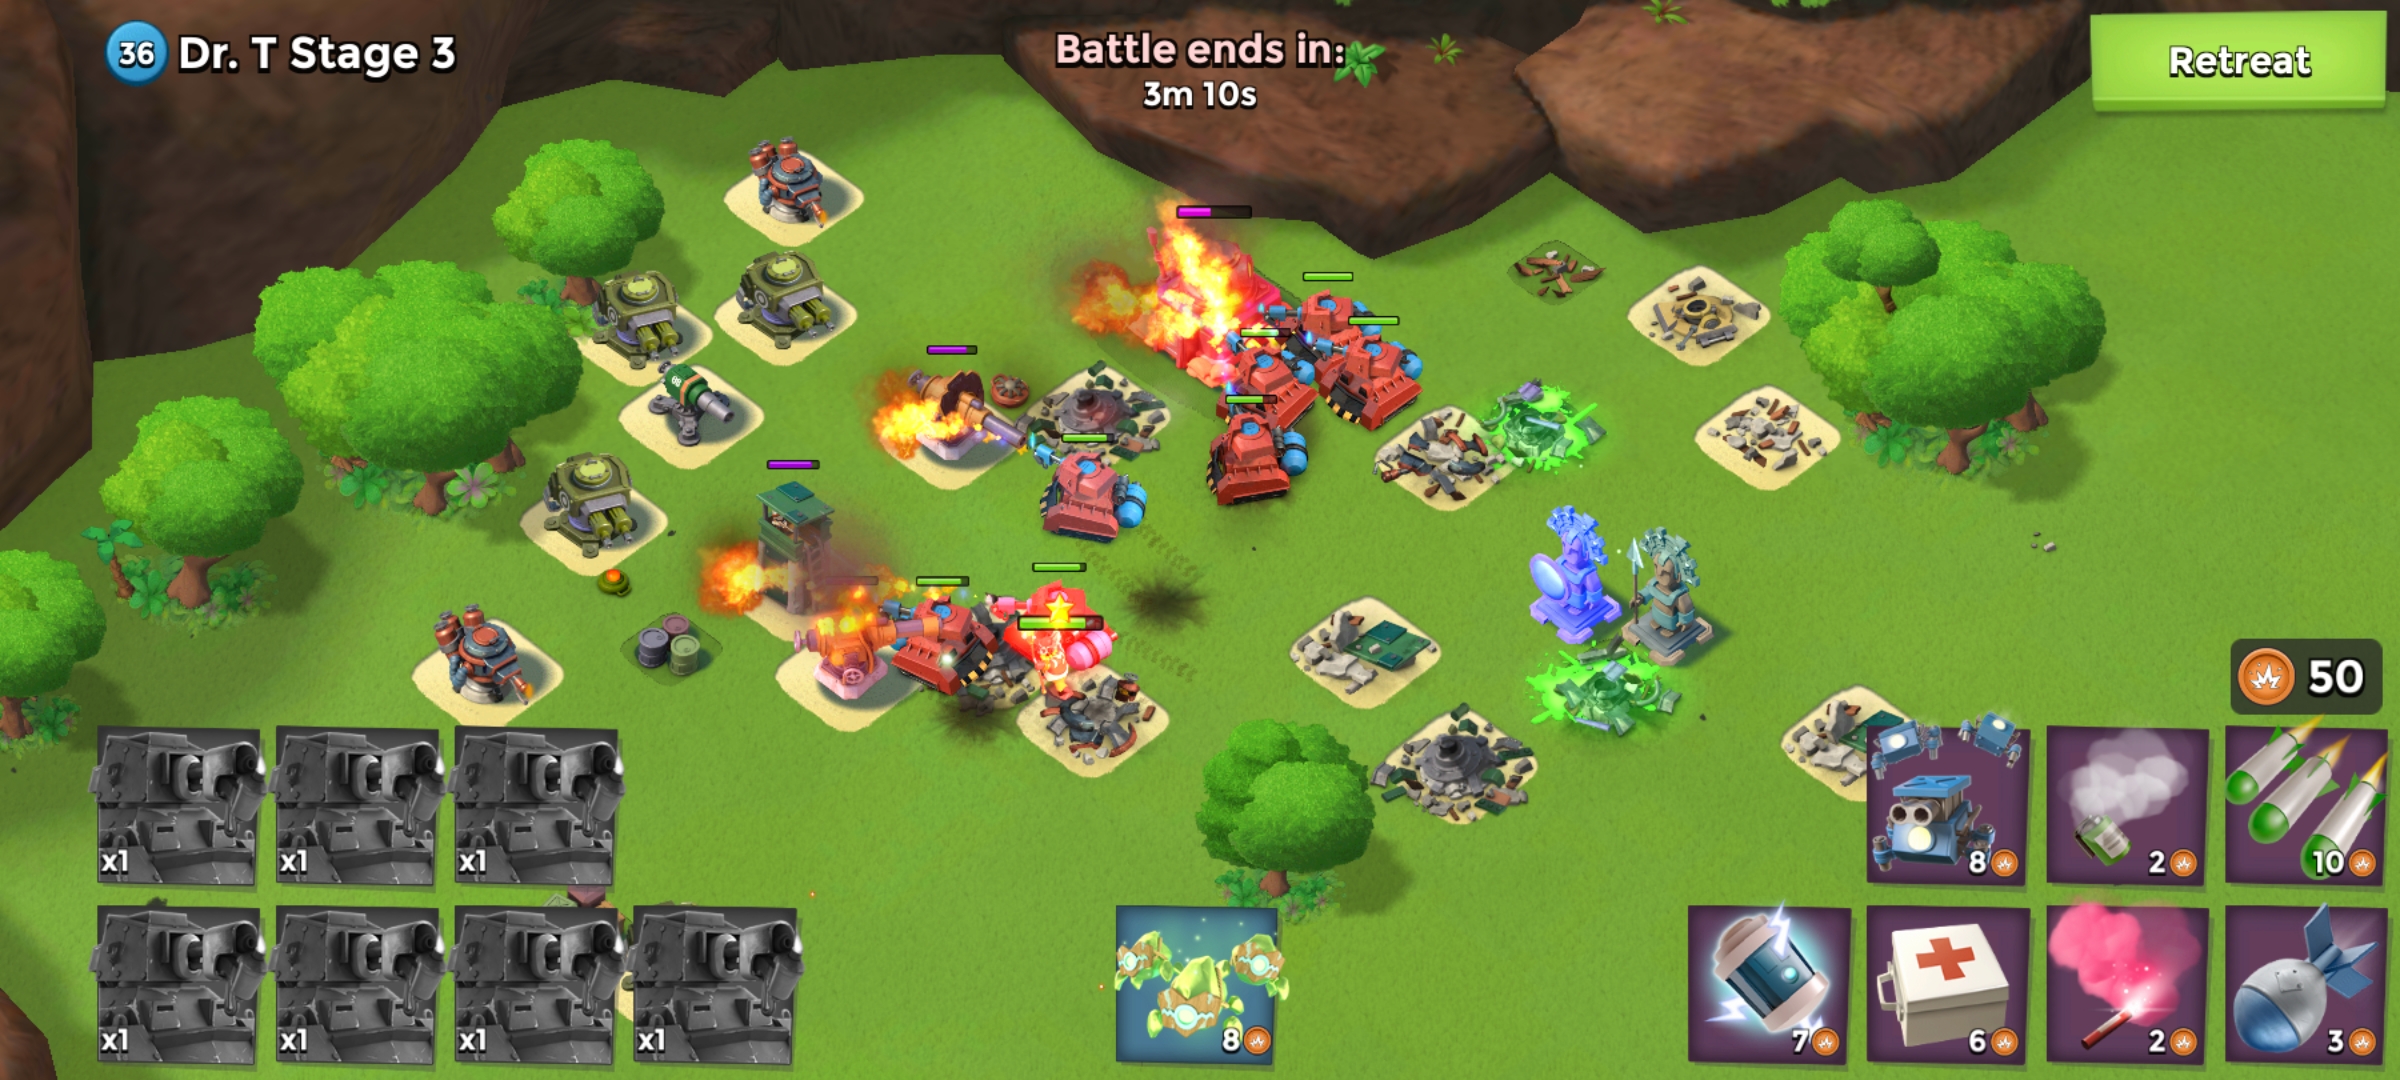 36 Dr. T Stage 3
Battle ends in:
3m 10s
Retreat
50
x1
x1
x1
8
2
10
x1
x1
x1
x1
8
7
6
2
3